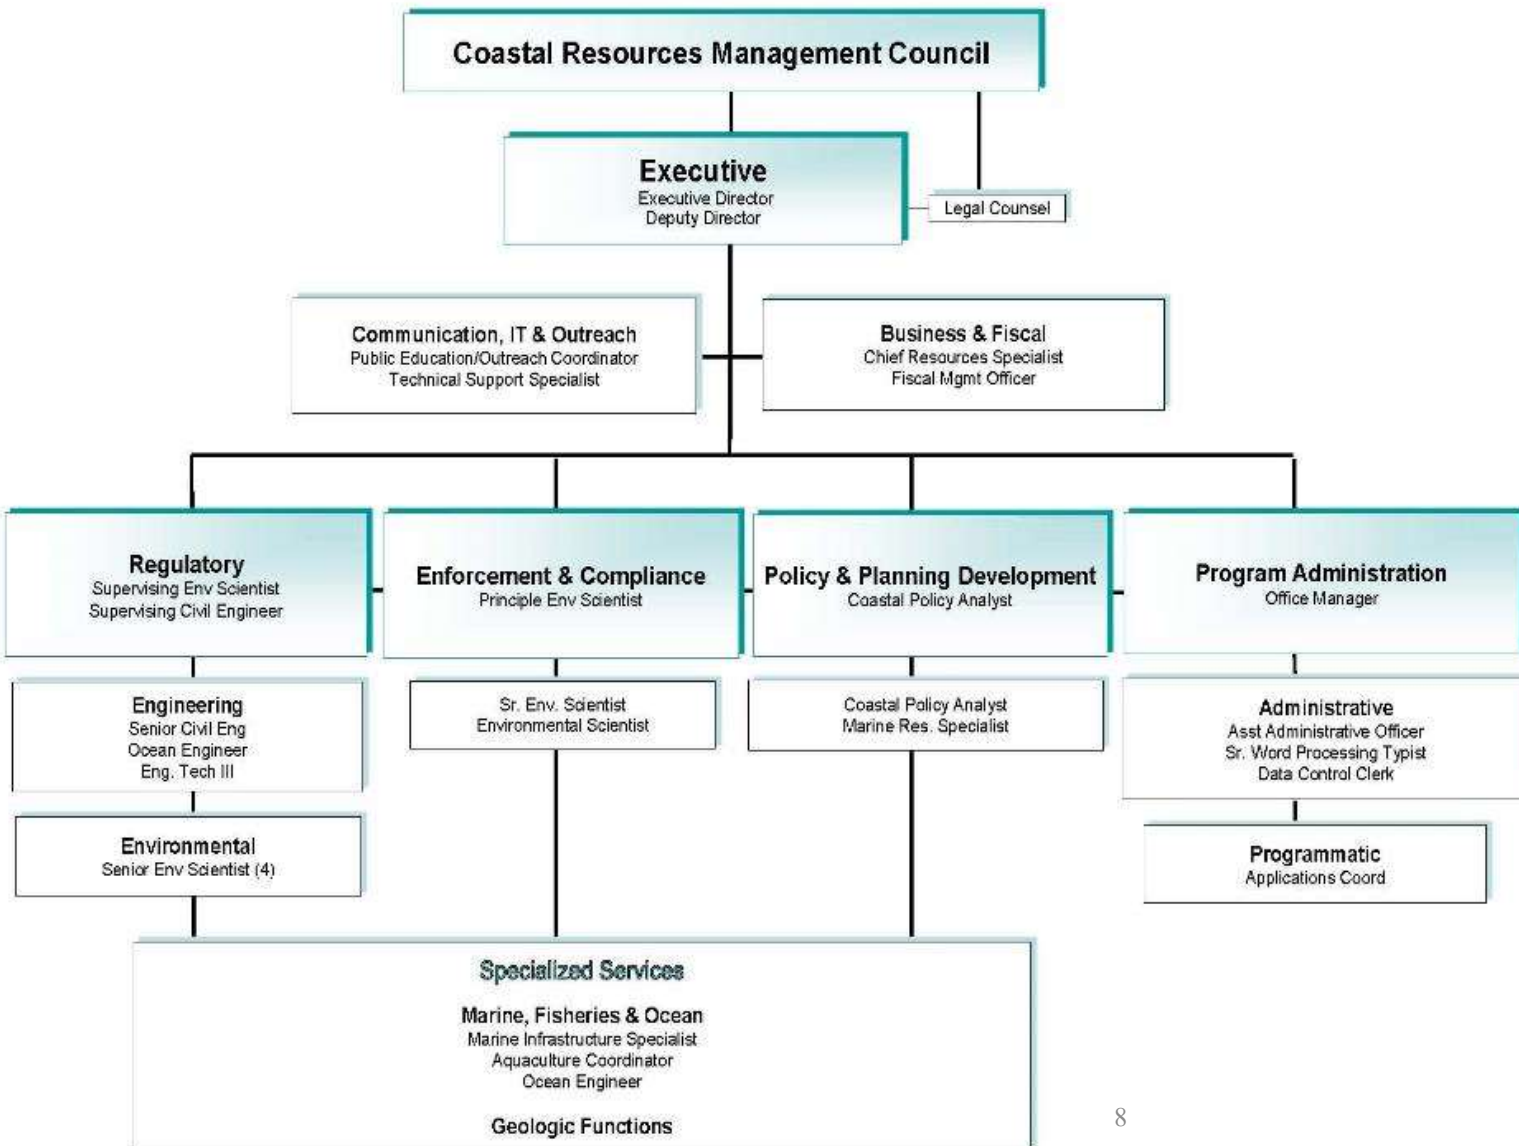 Coastal Resources Management Council
Executive
Executive Director
Deputy Director
Legal Counsel
Communication, IT & Outreach
Public Education/Outreach Coordinator
Technical Support Specialist
Business & Fiscal
Chief Resources Specialist
Fiscal Mgmt Officer
Regulatory
Supervising Env Scientist
Supervising Civil Engineer
Enforcement & Compliance
Principle Env Scientist
Policy & Planning Development
Coastal Policy Analyst
Program Administration
Office Manager
Engineering
Senior Civil Eng
Ocean Engineer
Eng. Tech III
Sr. Env. Scientist
Environmental Scientist
Coastal Policy Analyst
Marine Res. Specialist
Administrative
Asst Administrative Officer
Sr. Word Processing Typist
Data Control Clerk
Environmental
Senior Env Scientist (4)
Programmatic
Applications Coord
Specialized Services
Marine, Fisheries & Ocean
Marine Infrastructure Specialist
Aquaculture Coordinator
Ocean Engineer
Geologic Functions
8